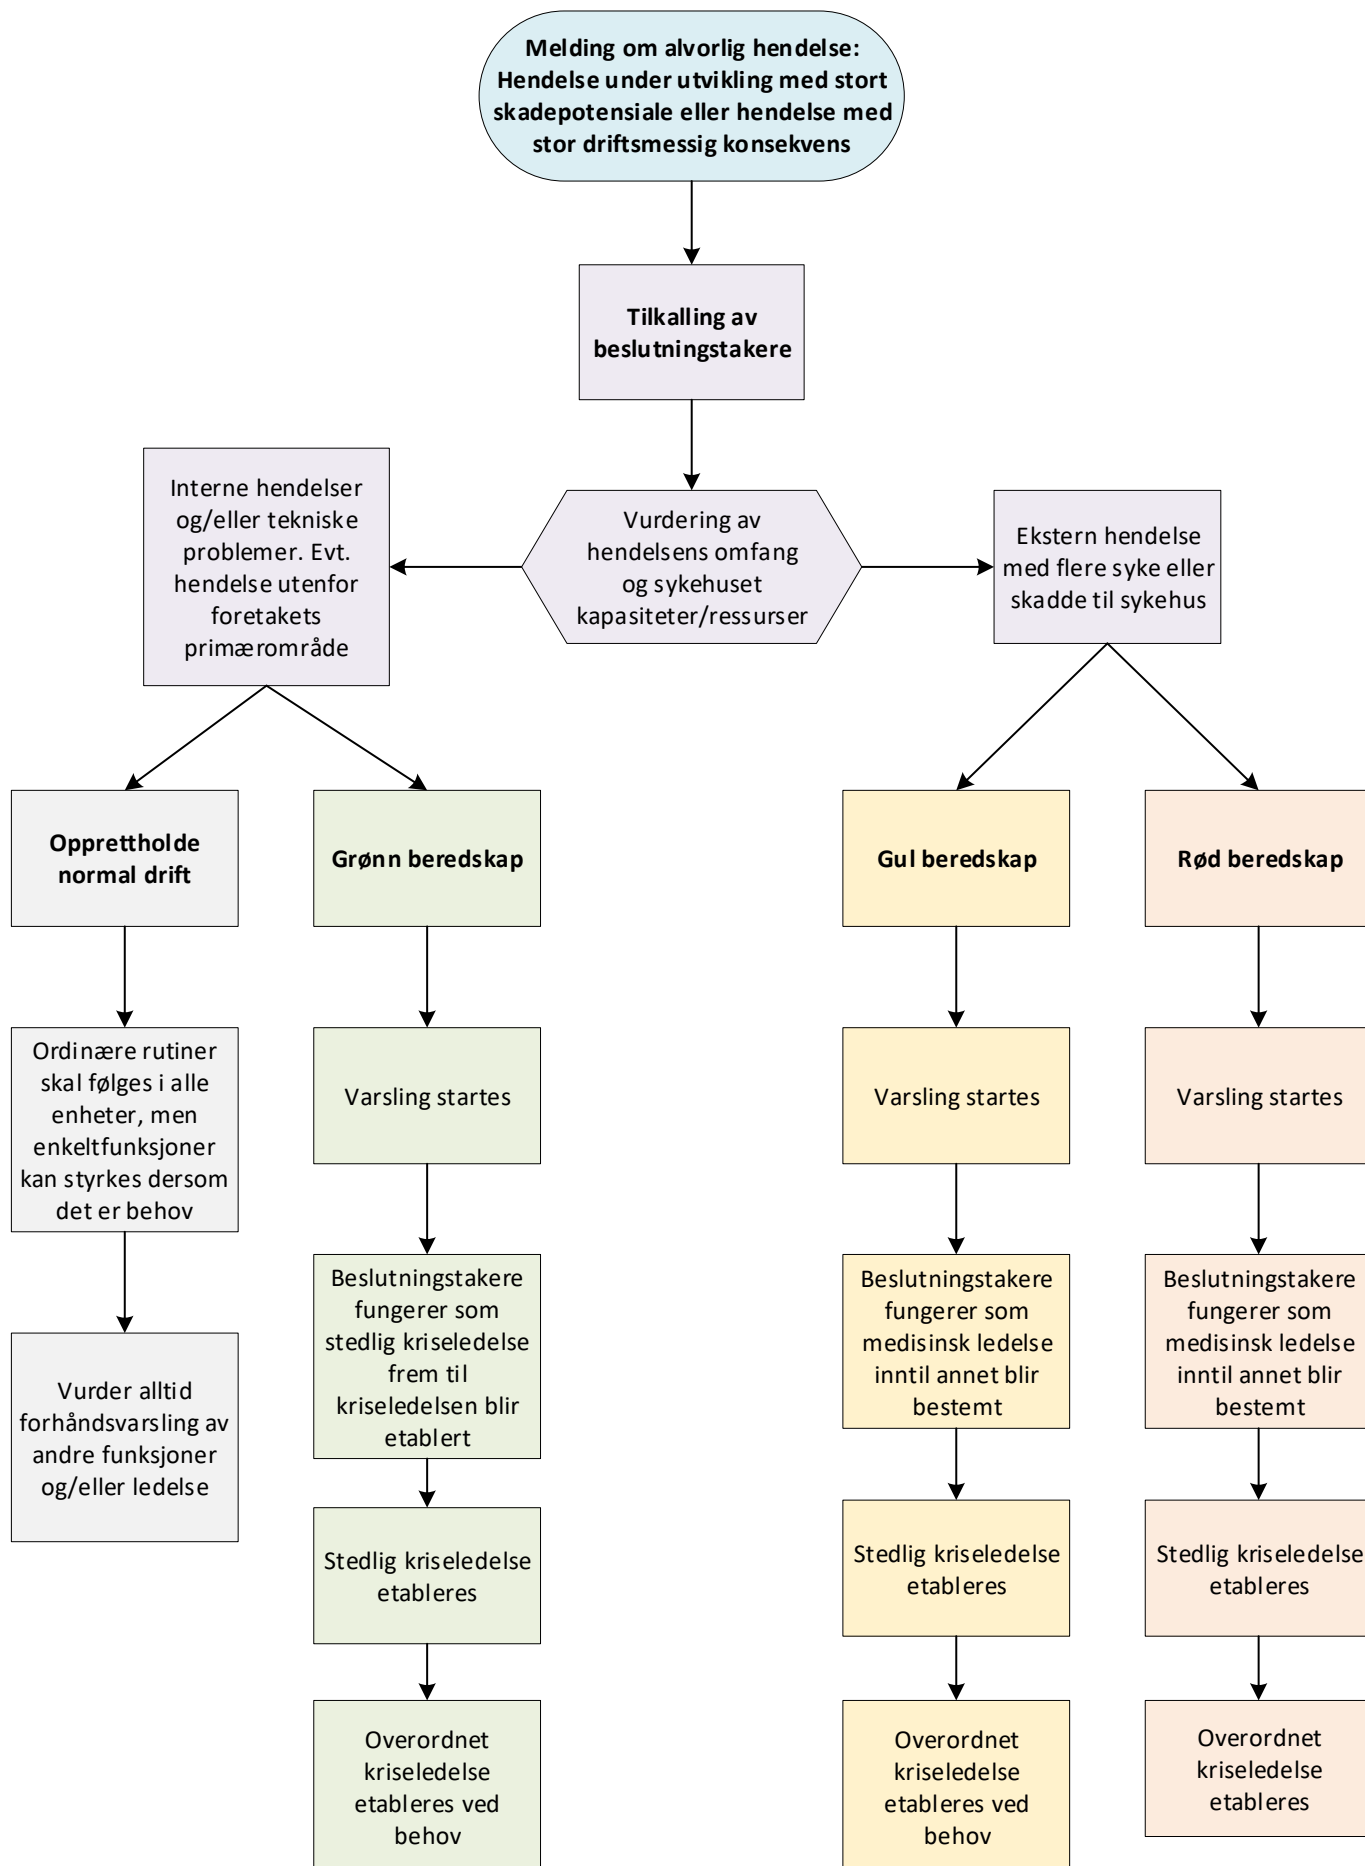 Melding om alvorlig hendelse:
Hendelse under utvikling med stort
skadepotensiale eller hendelse med
stor driftsmessig konsekvens
Tilkalling av
beslutningstakere
Interne hendelser
og/eller tekniske
problemer. Evt.
hendelse utenfor
foretakets
primærområde
Vurdering av
hendelsens omfang
og sykehuset
kapasiteter/ressurser
Ekstern hendelse
med flere syke eller
skadde til sykehus
Opprettholde
normal drift
Grønn beredskap
Gul beredskap
Rød beredskap
Ordinære rutiner
skal følges i alle
enheter, men
enkeltfunksjoner
kan styrkes dersom
det er behov
Varsling startes
Varsling startes
Varsling startes
Vurder alltid
forhåndsvarsling av
andre funksjoner
og/eller ledelse
Beslutningstakere
fungerer som
stedlig kriseledelse
frem til
kriseledelsen blir
etablert
Beslutningstakere
fungerer som
medisinsk ledelse
inntil annet blir
bestemt
Beslutningstakere
fungerer som
medisinsk ledelse
inntil annet blir
bestemt
Stedlig kriseledelse
etableres
Stedlig kriseledelse
etableres
Stedlig kriseledelse
etableres
Overordnet
kriseledelse
etableres ved
behov
Overordnet
kriseledelse
etableres ved
behov
Overordnet
kriseledelse
etableres